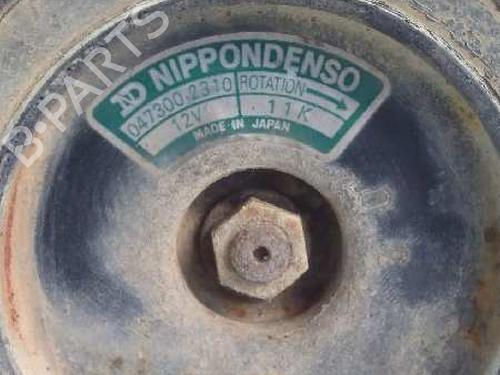 B-PARTS
ND NIPPONDENSO
047300-2310 ROTATION
12V 11K
MADE IN JAPAN